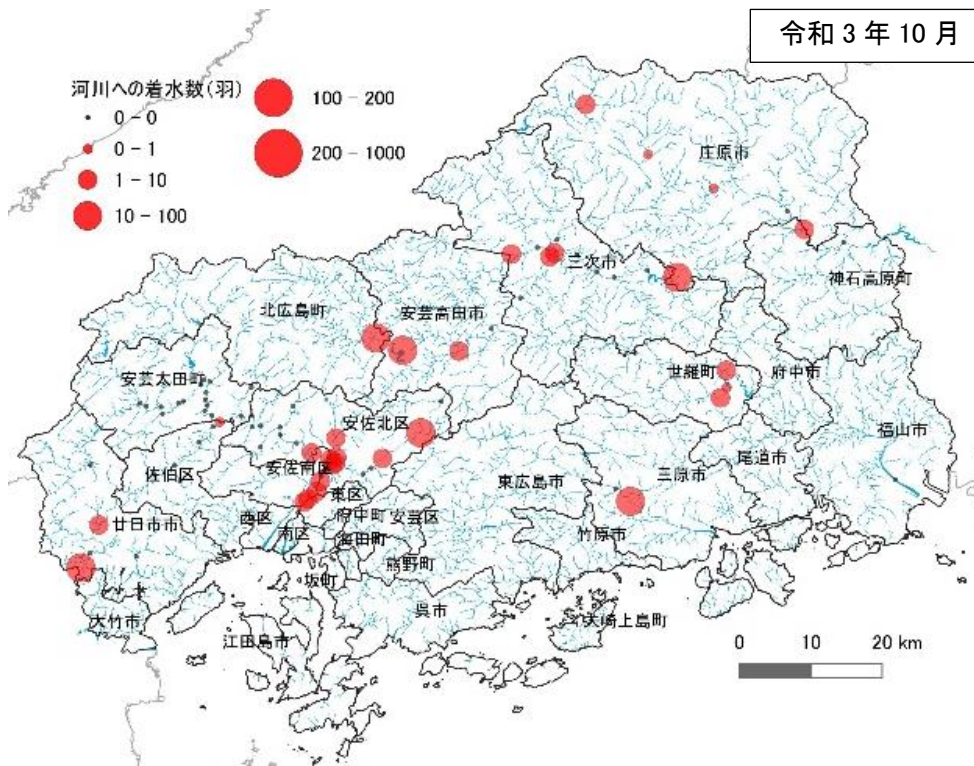 令和３年 10 月
河川への着水数(羽)
0 - 0
0 - 1
1 - 10
10 - 100
100 - 200
200 - 1000
庄原市
三次市
神石高原町
北広島町
安芸高田市
安芸太田町
世羅町
府中市
安佐北区
福山市
安佐南区
佐伯区
尾道市
三原市
東広島市
東区
廿日市市
西区
府中町
安芸区
南区
海田町
竹原市
熊野町
坂町
大竹市
呉市
大崎上島町
江田島市
0 10 20 km